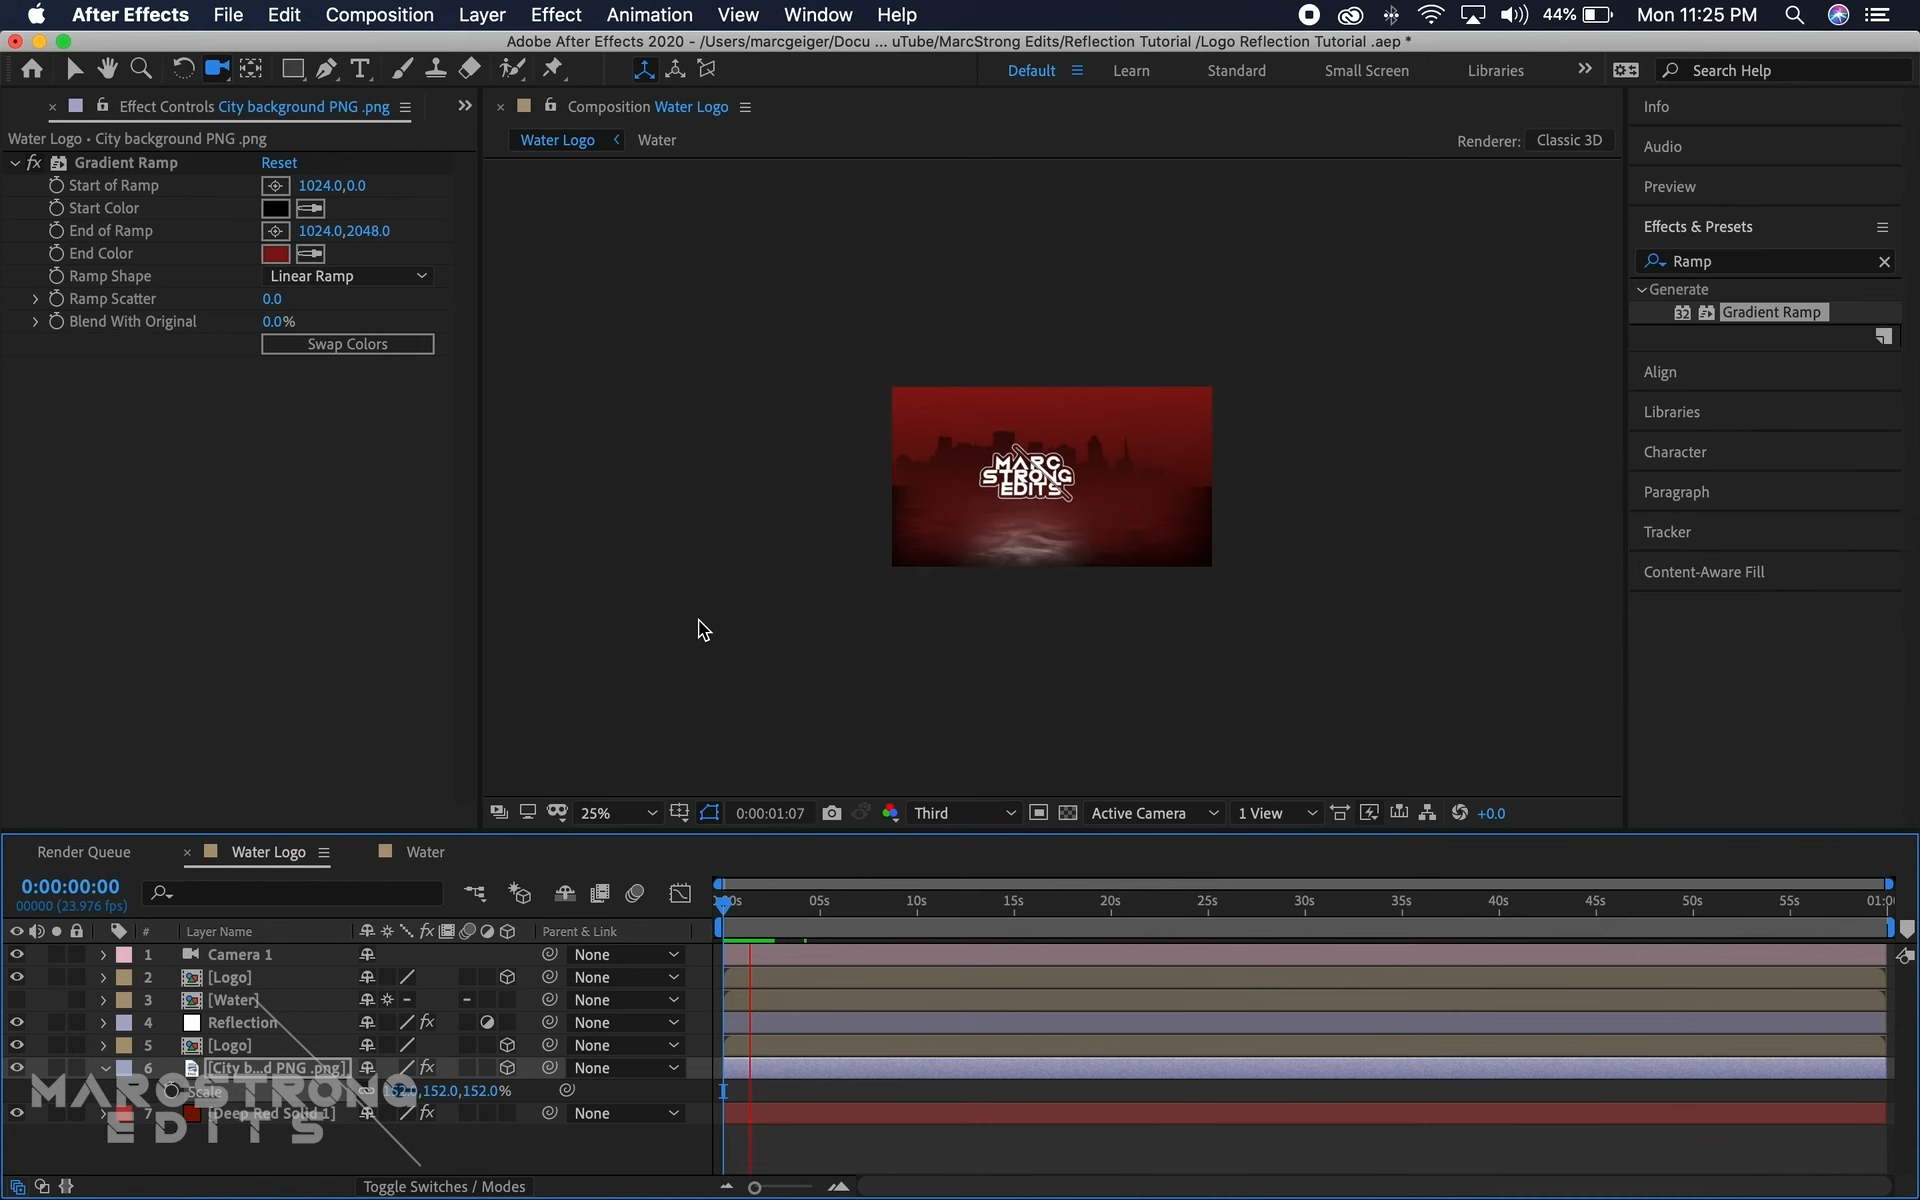 After Effects File Edit Composition Layer Effect Animation View Window Help 44% Mon 11:25 PM
Adobe After Effects 2020 - /Users/marcgeiger/Docu ... uTube/MarcStrong Edits/Reflection Tutorial /Logo Reflection Tutorial .aep *
Default Learn Standard Small Screen Libraries Search Help
Effect Controls City background PNG .png
Composition Water Logo
Info
Water Logo • City background PNG .png
Water Logo Water Renderer: Classic 3D
Audio
fx Gradient Ramp Reset
Start of Ramp 1024.0,0.0
Preview
Start Color
End of Ramp 1024.0,2048.0
Effects & Presets
End Color
Ramp
Ramp Shape Linear Ramp
Generate
Ramp Scatter 0.0
32 Gradient Ramp
Blend With Original 0.0%
Swap Colors
Align
Libraries
Character
MARC
STRONG
EDITS
Paragraph
Tracker
Content-Aware Fill
25% 0:00:01:07 Third Active Camera 1 View +0.0
Render Queue Water Logo Water
0:00:00:00
00000 (23.976 fps)
0s 05s 10s 15s 20s 25s 30s 35s 40s 45s 50s 55s 01:0
# Layer Name fx Parent & Link
1 Camera 1 None
2 [Logo] None
3 [Water] None
4 Reflection fx None
5 [Logo] None
6 [City b...d PNG .png] fx None
Scale 152.0,152.0,152.0%
7 [Deep Red Solid 1] fx None
MARCSTRONG
EDITS
Toggle Switches / Modes